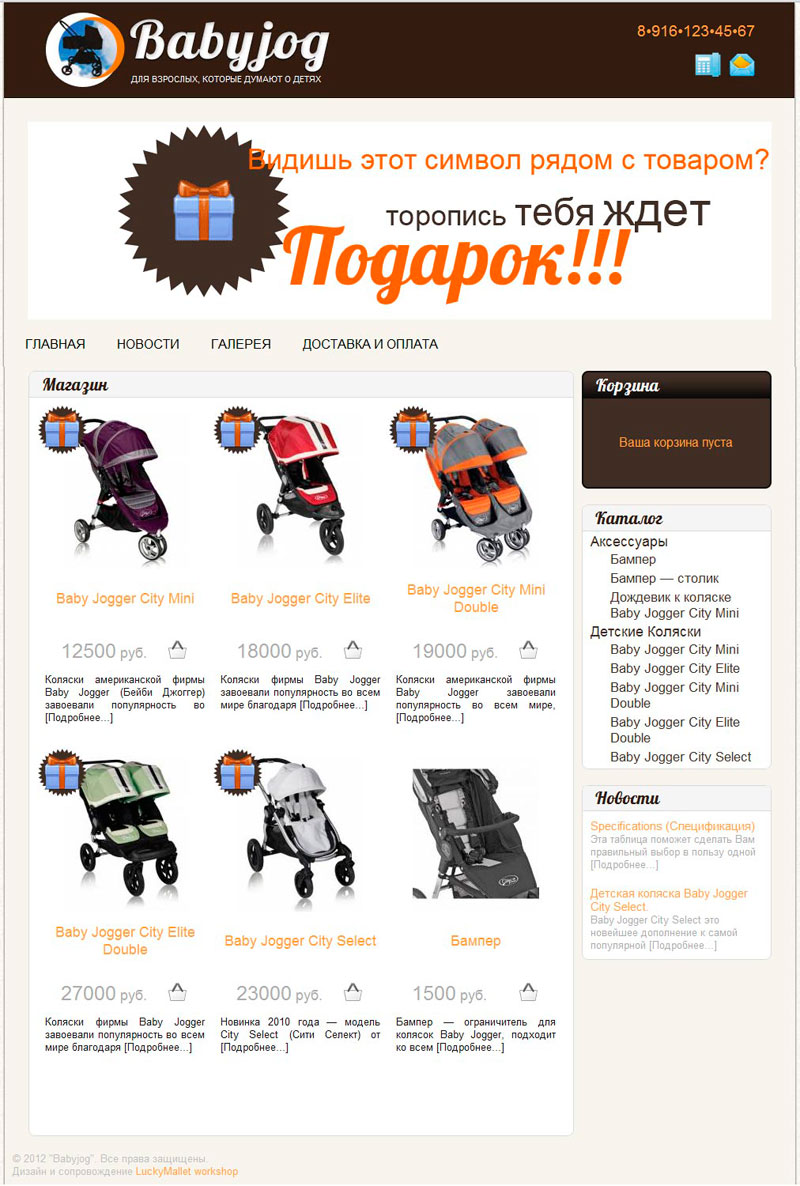 Babyjog
ДЛЯ ВЗРОСЛЫХ, КОТОРЫЕ ДУМАЮТ О ДЕТЯХ
8•916•123•45•67
Видишь этот символ рядом с товаром?
торопись тебя ждет
Подарок!!!
ГЛАВНАЯ НОВОСТИ ГАЛЕРЕЯ ДОСТАВКА И ОПЛАТА
Магазин
Baby Jogger City Mini
12500 руб.
Коляски американской фирмы
Baby Jogger (Бейби Джоггер)
завоевали популярность во
[Подробнее...]
Baby Jogger City Elite
18000 руб.
Коляски фирмы Baby Jogger
завоевали популярность во всем
мире благодаря [Подробнее...]
Baby Jogger City Mini
Double
19000 руб.
Коляски американской фирмы
Baby Jogger завоевали
популярность во всем мире,
[Подробнее...]
Baby Jogger City Elite
Double
27000 руб.
Коляски фирмы Baby Jogger
завоевали популярность во всем
мире благодаря [Подробнее...]
Baby Jogger City Select
23000 руб.
Новинка 2010 года — модель
City Select (Сити Селект) от
[Подробнее...]
Бампер
1500 руб.
Бампер — ограничитель для
колясок Baby Jogger, подходит
ко всем [Подробнее...]
Корзина
Ваша корзина пуста
Каталог
Аксессуары
Бампер
Бампер — столик
Дождевик к коляске
Baby Jogger City Mini
Детские Коляски
Baby Jogger City Mini
Baby Jogger City Elite
Baby Jogger City Mini
Double
Baby Jogger City Elite
Double
Baby Jogger City Select
Новости
Specifications (Спецификация)
Эта таблица поможет сделать Вам
правильный выбор в пользу одной
[Подробнее...]
Детская коляска Baby Jogger
City Select.
Baby Jogger City Select это
новейшее дополнение к самой
популярной [Подробнее...]
© 2012 "Babyjog". Все права защищены.
Дизайн и сопровождение LuckyMallet workshop